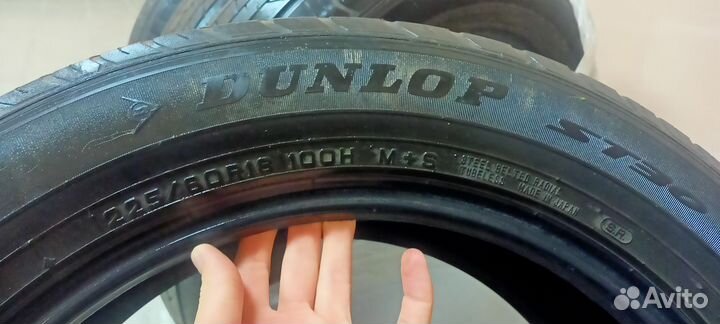 DUNLOP
ST30
225/60R18 100H M+S
STEEL BELTED RADIAL
TUBELESS MADE IN JAPAN
SR
Avito